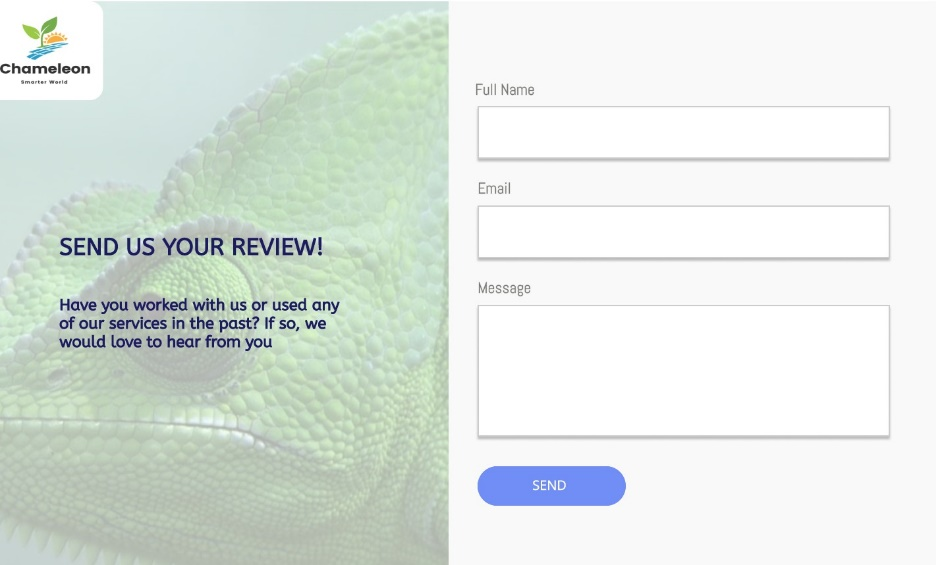 Chameleon
Smarter World
SEND US YOUR REVIEW!
Have you worked with us or used any
of our services in the past? If so, we
would love to hear from you
Full Name
Email
Message
SEND